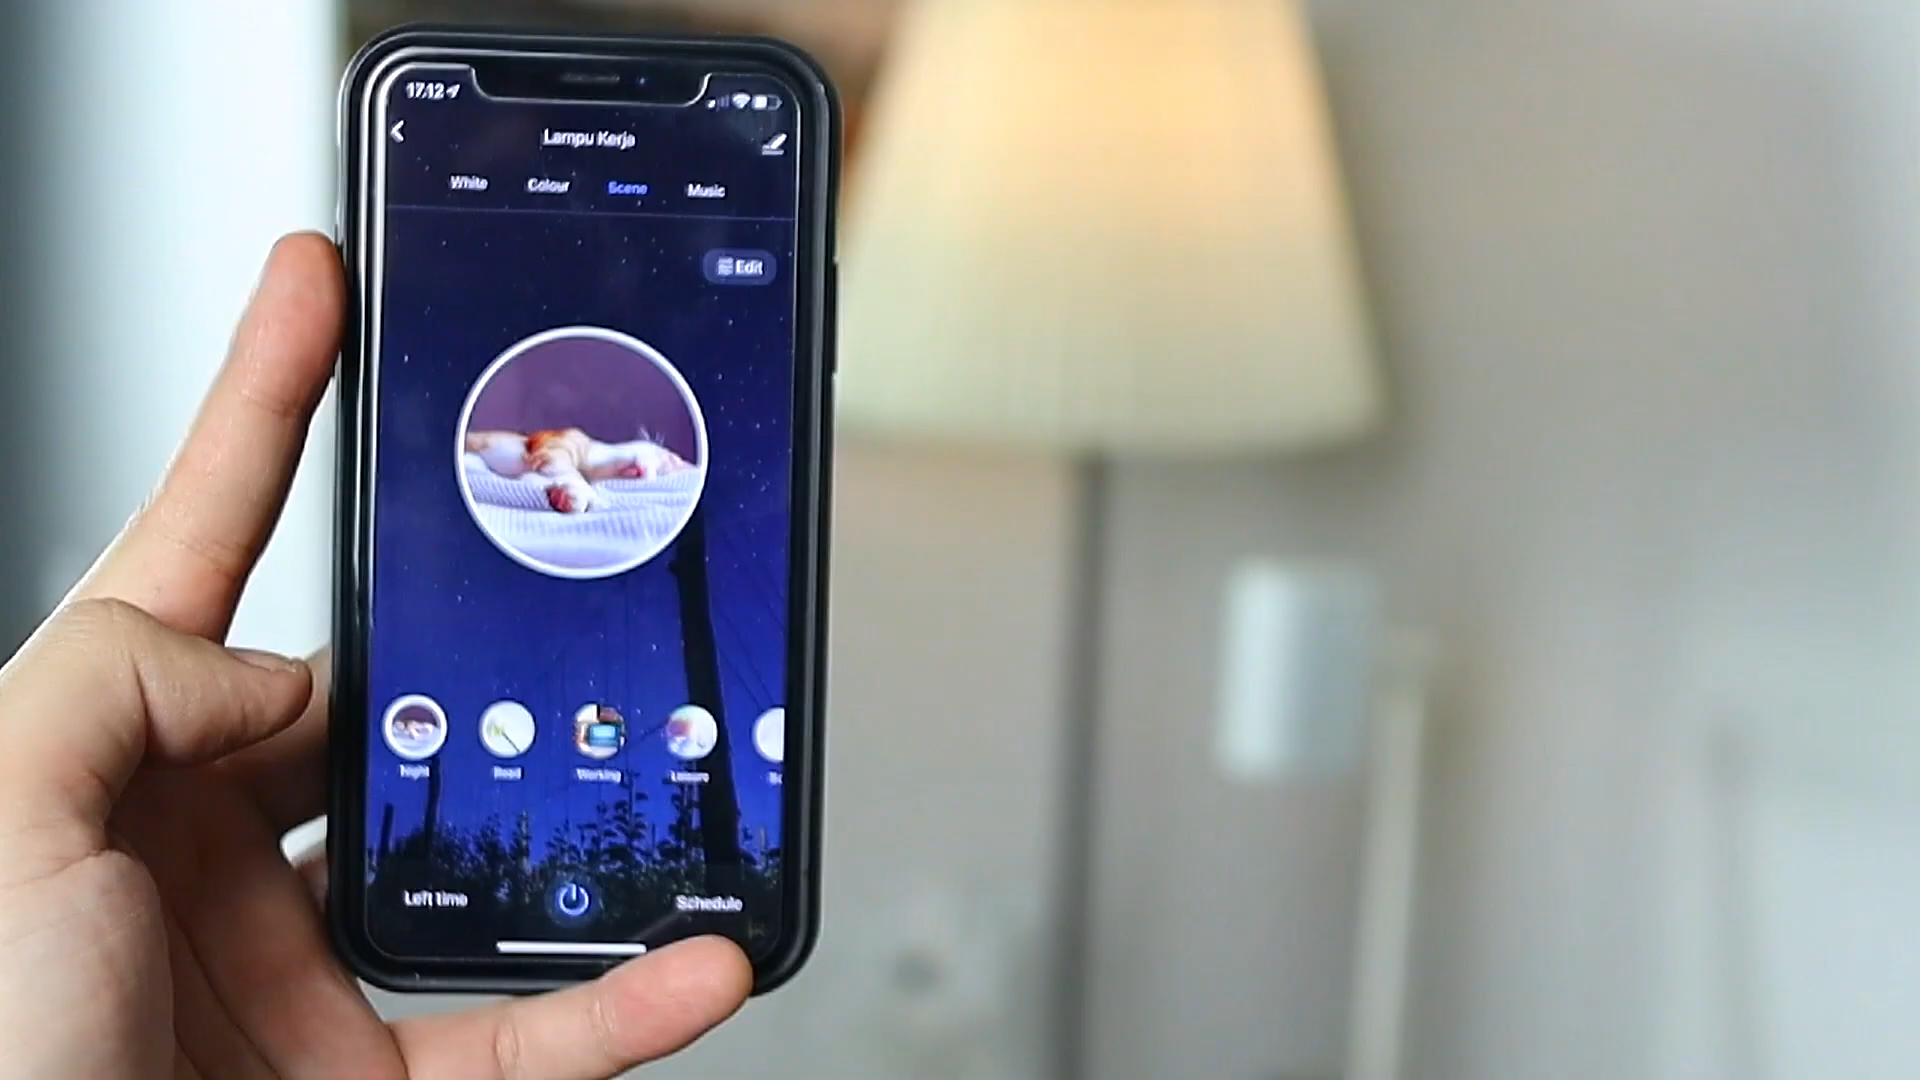 17:12
Lampu Kerja
White Colour Scene Music
Edit
Night Read Working Leisure
Left time Schedule